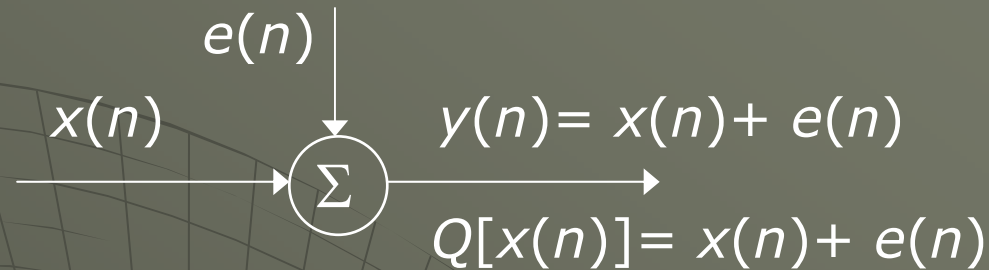 e(n)
x(n)
y(n)= x(n)+ e(n)
Σ
Q[x(n)]= x(n)+ e(n)